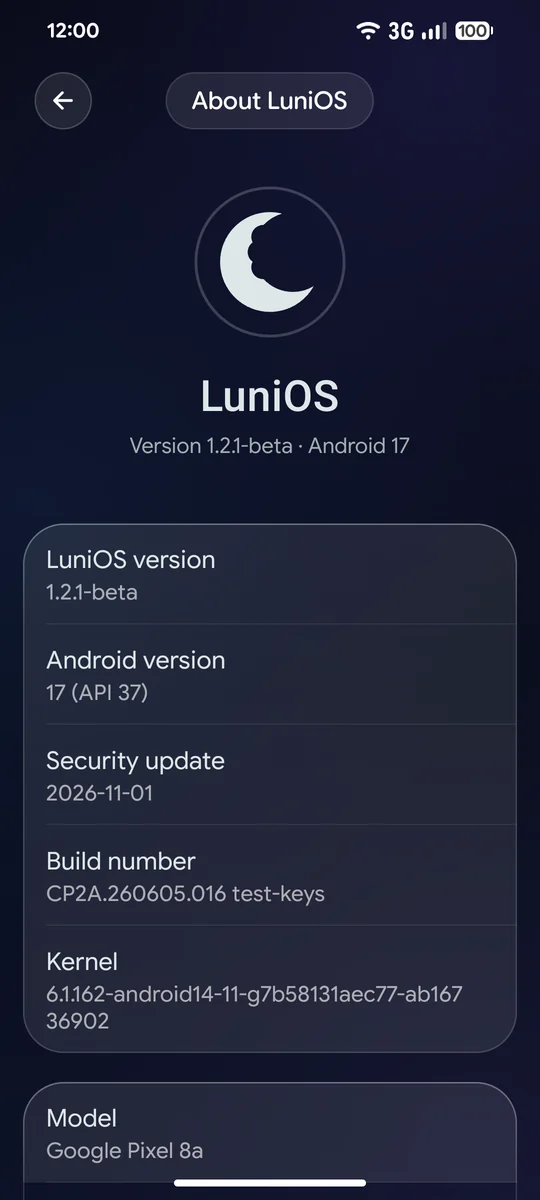 12:00
3G
100
About LuniOS
LuniOS
Version 1.2.1-beta · Android 17
LuniOS version
1.2.1-beta
Android version
17 (API 37)
Security update
2026-11-01
Build number
CP2A.260605.016 test-keys
Kernel
6.1.162-android14-11-g7b58131aec77-ab167
36902
Model
Google Pixel 8a